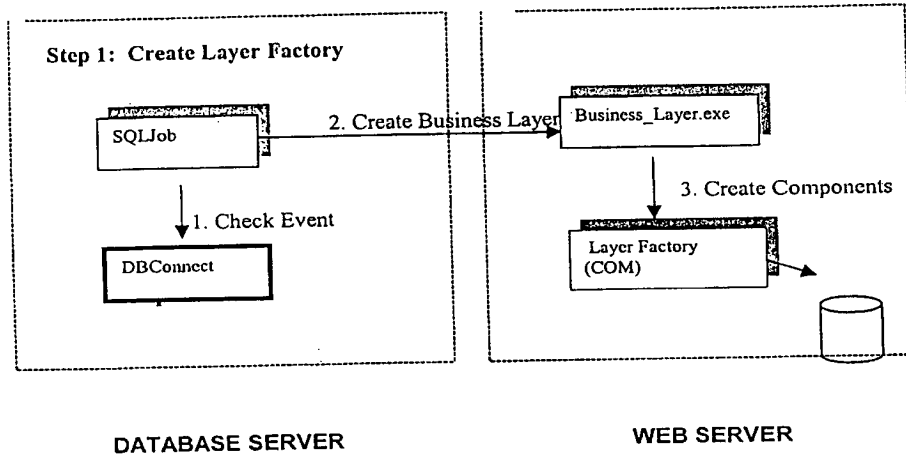 Step 1: Create Layer Factory
SQLJob
2. Create Business Layer
Business_Layer.exe
1. Check Event
3. Create Components
DBConnect
Layer Factory
(COM)
DATABASE SERVER
WEB SERVER